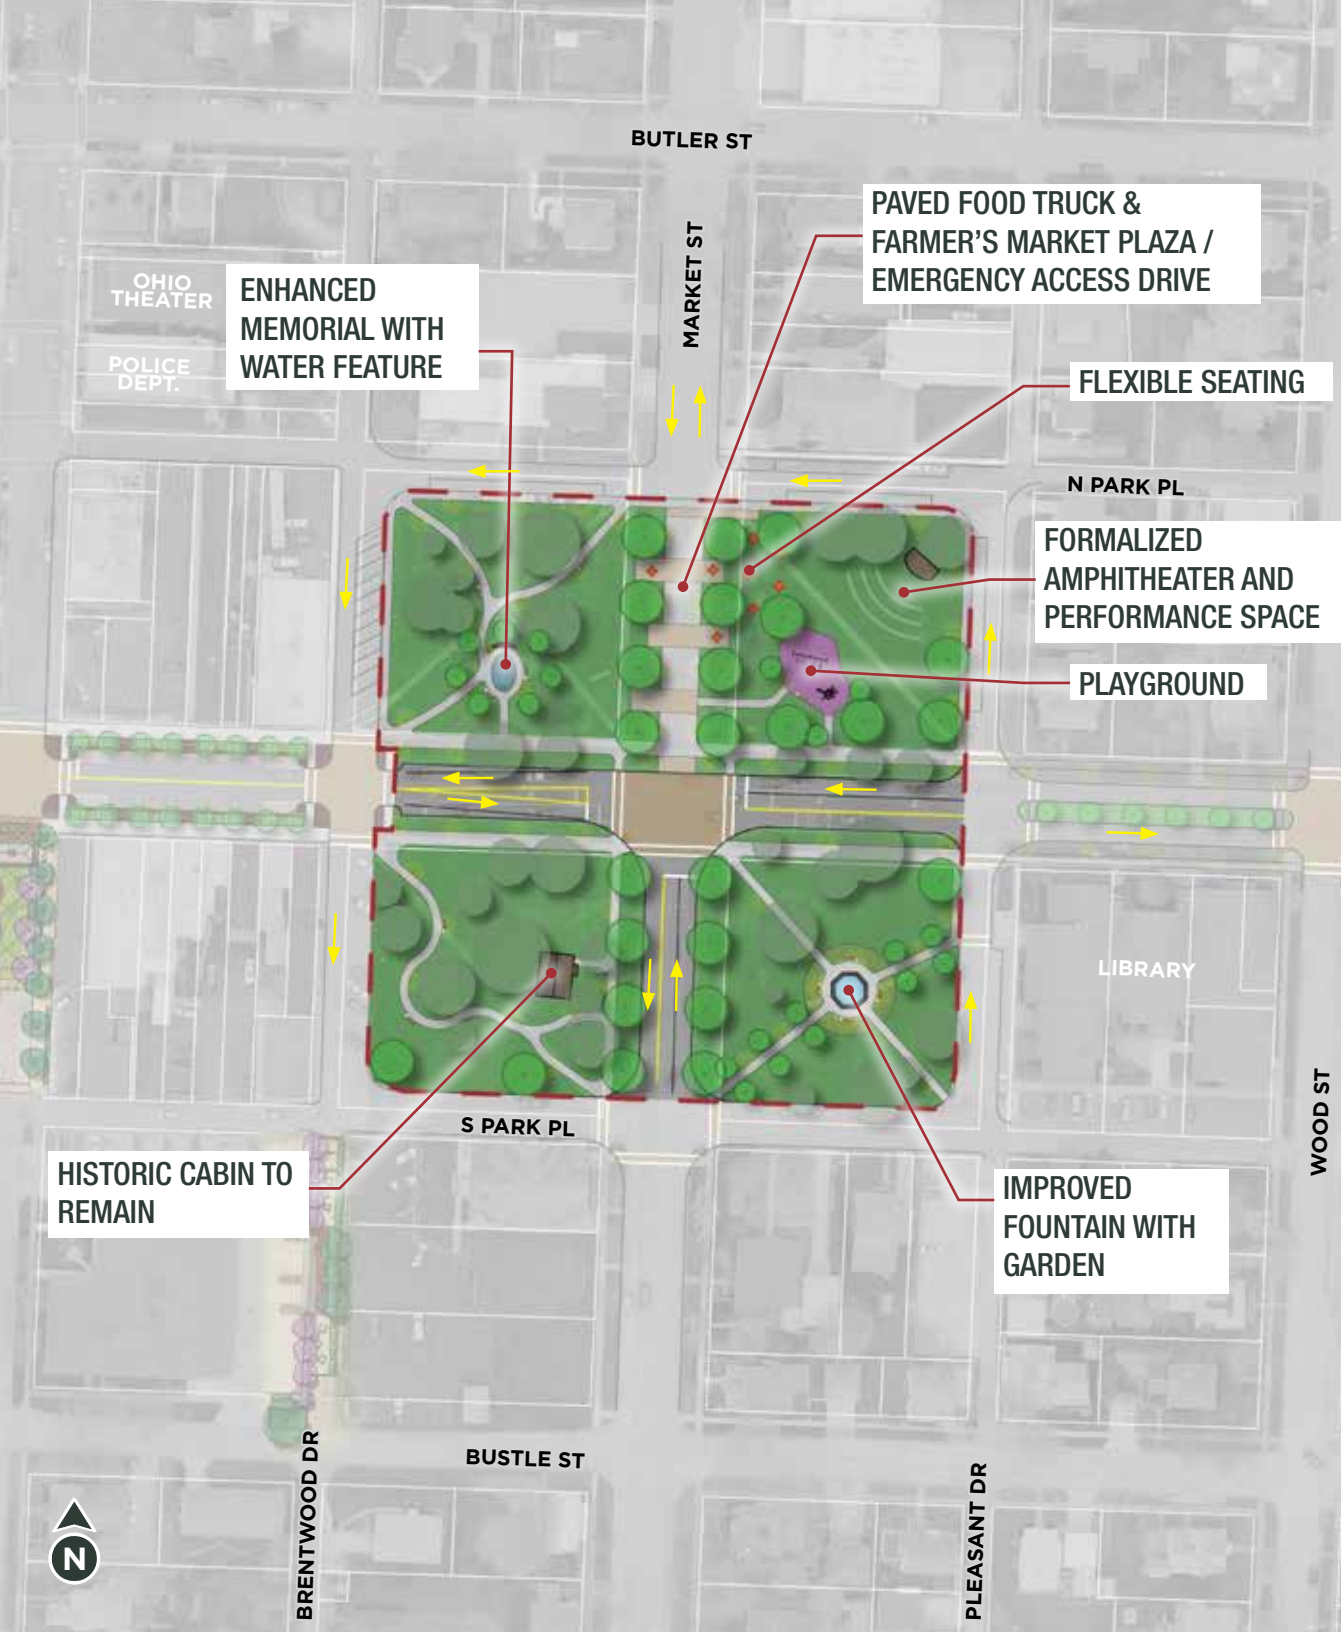 BUTLER ST
MARKET ST
PAVED FOOD TRUCK &
FARMER'S MARKET PLAZA /
EMERGENCY ACCESS DRIVE
OHIO
THEATER
POLICE
DEPT.
ENHANCED
MEMORIAL WITH
WATER FEATURE
FLEXIBLE SEATING
N PARK PL
FORMALIZED
AMPHITHEATER AND
PERFORMANCE SPACE
PLAYGROUND
LIBRARY
WOOD ST
S PARK PL
HISTORIC CABIN TO
REMAIN
IMPROVED
FOUNTAIN WITH
GARDEN
BUSTLE ST
BRENTWOOD DR
PLEASANT DR
N